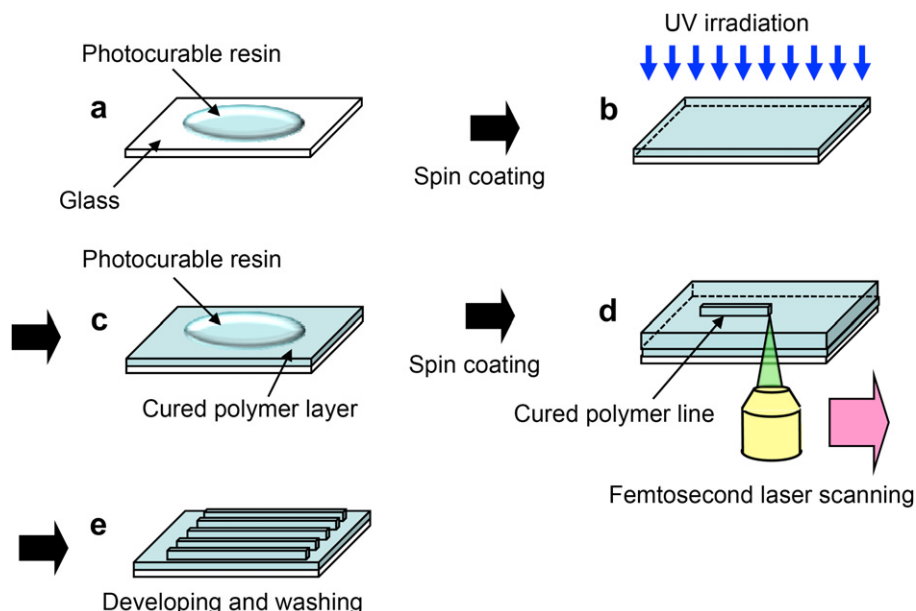 Photocurable resin
a
Glass
Spin coating
UV irradiation
b
Photocurable resin
c
Cured polymer layer
Spin coating
d
Cured polymer line
Femtosecond laser scanning
e
Developing and washing